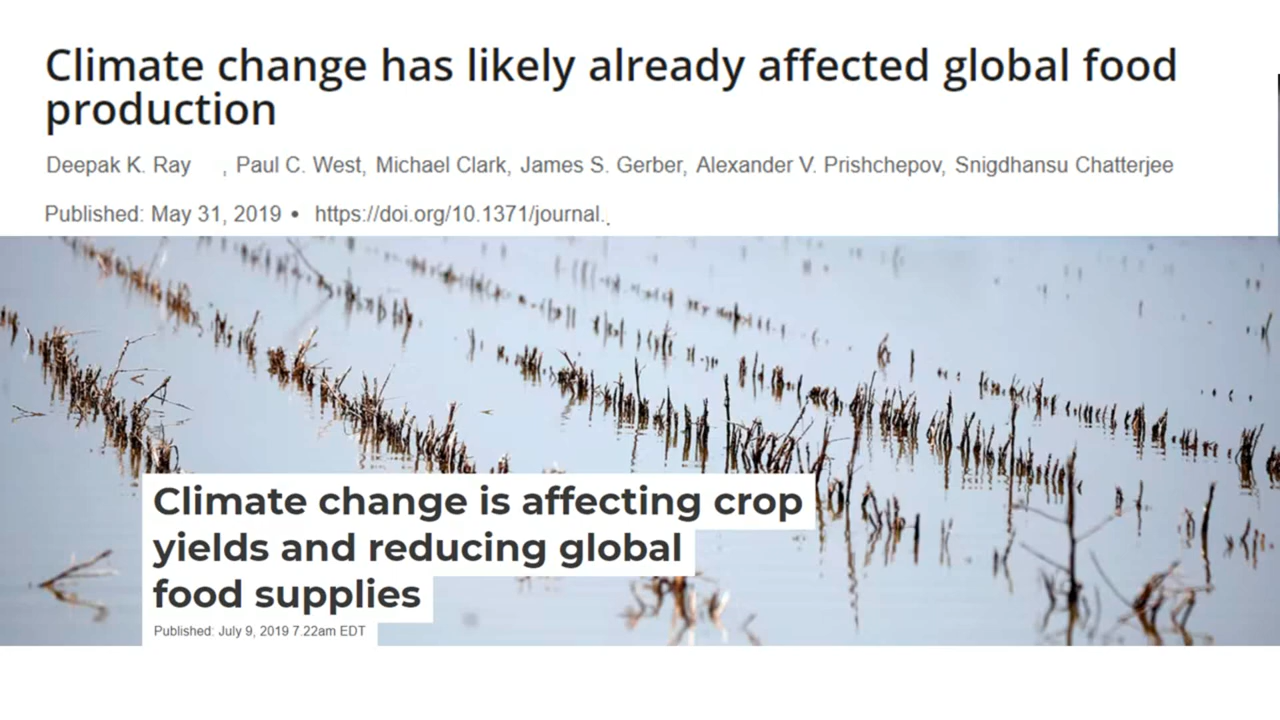 Climate change has likely already affected global food
production
Deepak K. Ray , Paul C. West, Michael Clark, James S. Gerber, Alexander V. Prishchepov, Snigdhansu Chatterjee
Published: May 31, 2019 • https://doi.org/10.1371/journal..
Climate change is affecting crop
yields and reducing global
food supplies
Published: July 9, 2019 7.22am EDT